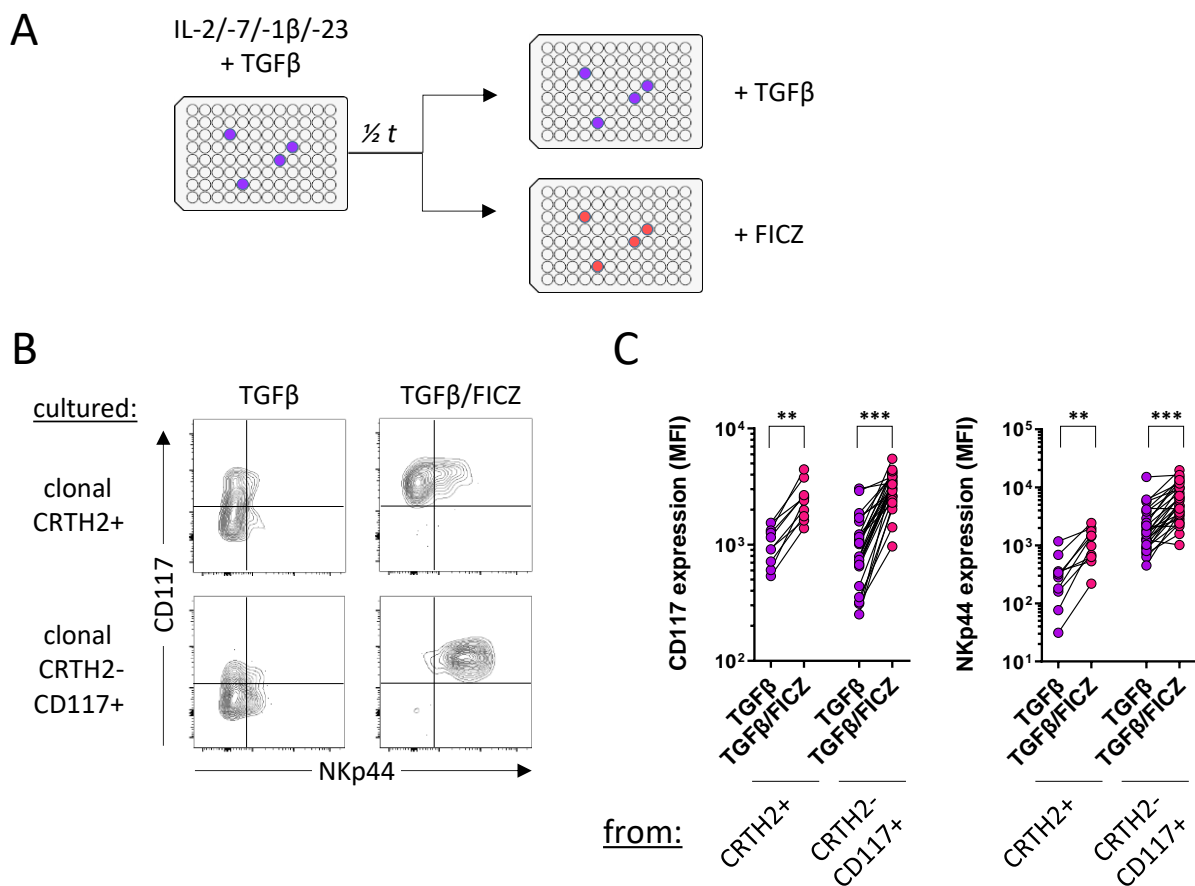 A
IL-2/-7/-1β/-23
+ TGFβ
½ t
+ TGFβ
+ FICZ
B
cultured:
TGFβ
TGFβ/FICZ
clonal
CRTH2+
clonal
CRTH2-
CD117+
CD117
NKp44
C
CD117 expression (MFI)
10⁴
10³
10²
**
***
TGFβ
TGFβ/FICZ
TGFβ
TGFβ/FICZ
NKp44 expression (MFI)
10⁵
10⁴
10³
10²
10¹
**
***
TGFβ
TGFβ/FICZ
TGFβ
TGFβ/FICZ
from:
CRTH2+
CRTH2-
CD117+
CRTH2+
CRTH2-
CD117+